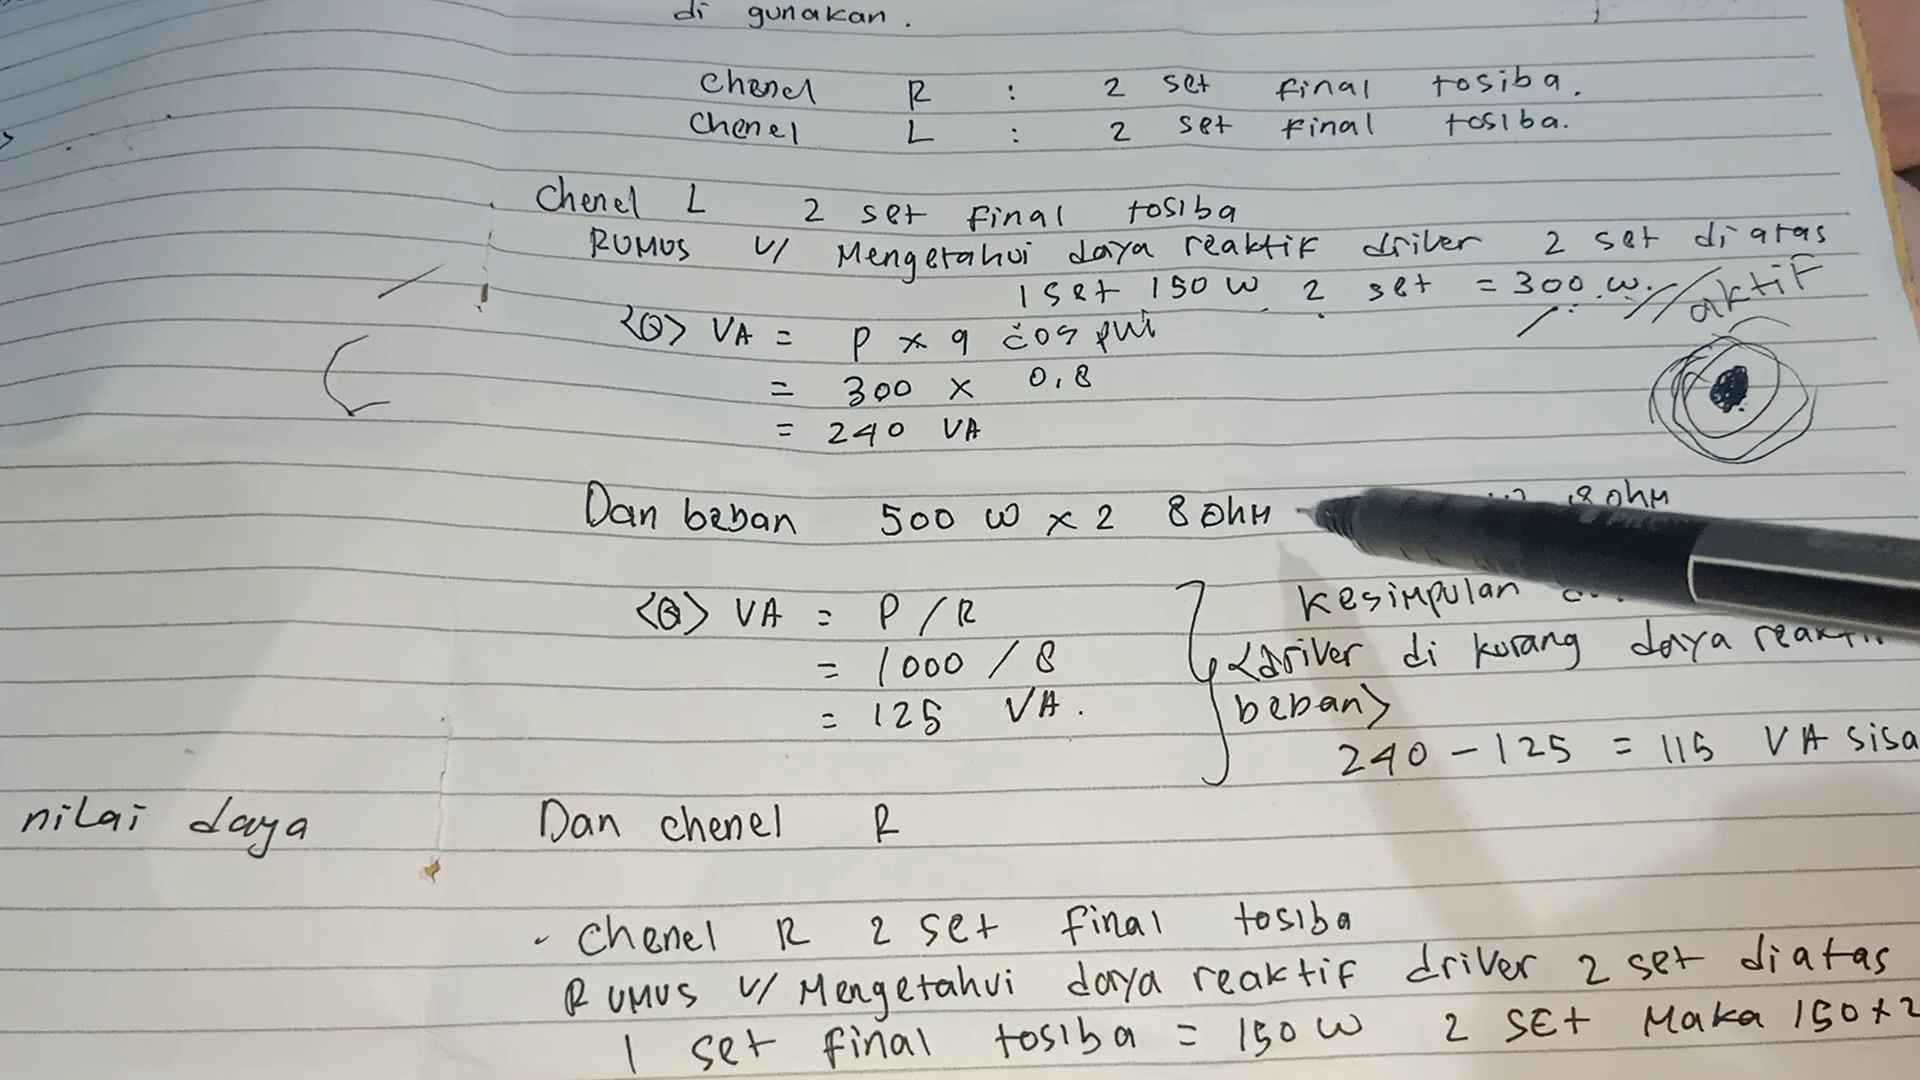 di gunakan.
Chenel R : 2 set final tosiba.
Chenel L : 2 set final tosiba.
Chenel L 2 set final tosiba
RUMUS U/ Mengetahui daya reaktif driver 2 set diatas
1 set 150 W 2 set = 300 W.
aktif
<Q> VA = P x q cos phi
= 300 x 0,8
= 240 VA
Dan beban 500 W x 2 8 ohm
8 ohm
<Q> VA = P / R
= 1000 / 8
= 125 VA.
Kesimpulan
<driver di kurang daya
beban>
240 - 125 = 115 VA sisa
nilai daya
Dan chenel R
- Chenel R 2 set final tosiba
RUMUS U/ Mengetahui daya reaktif driver 2 set diatas
1 set final tosiba = 150 W 2 SEt Maka 150 x 2